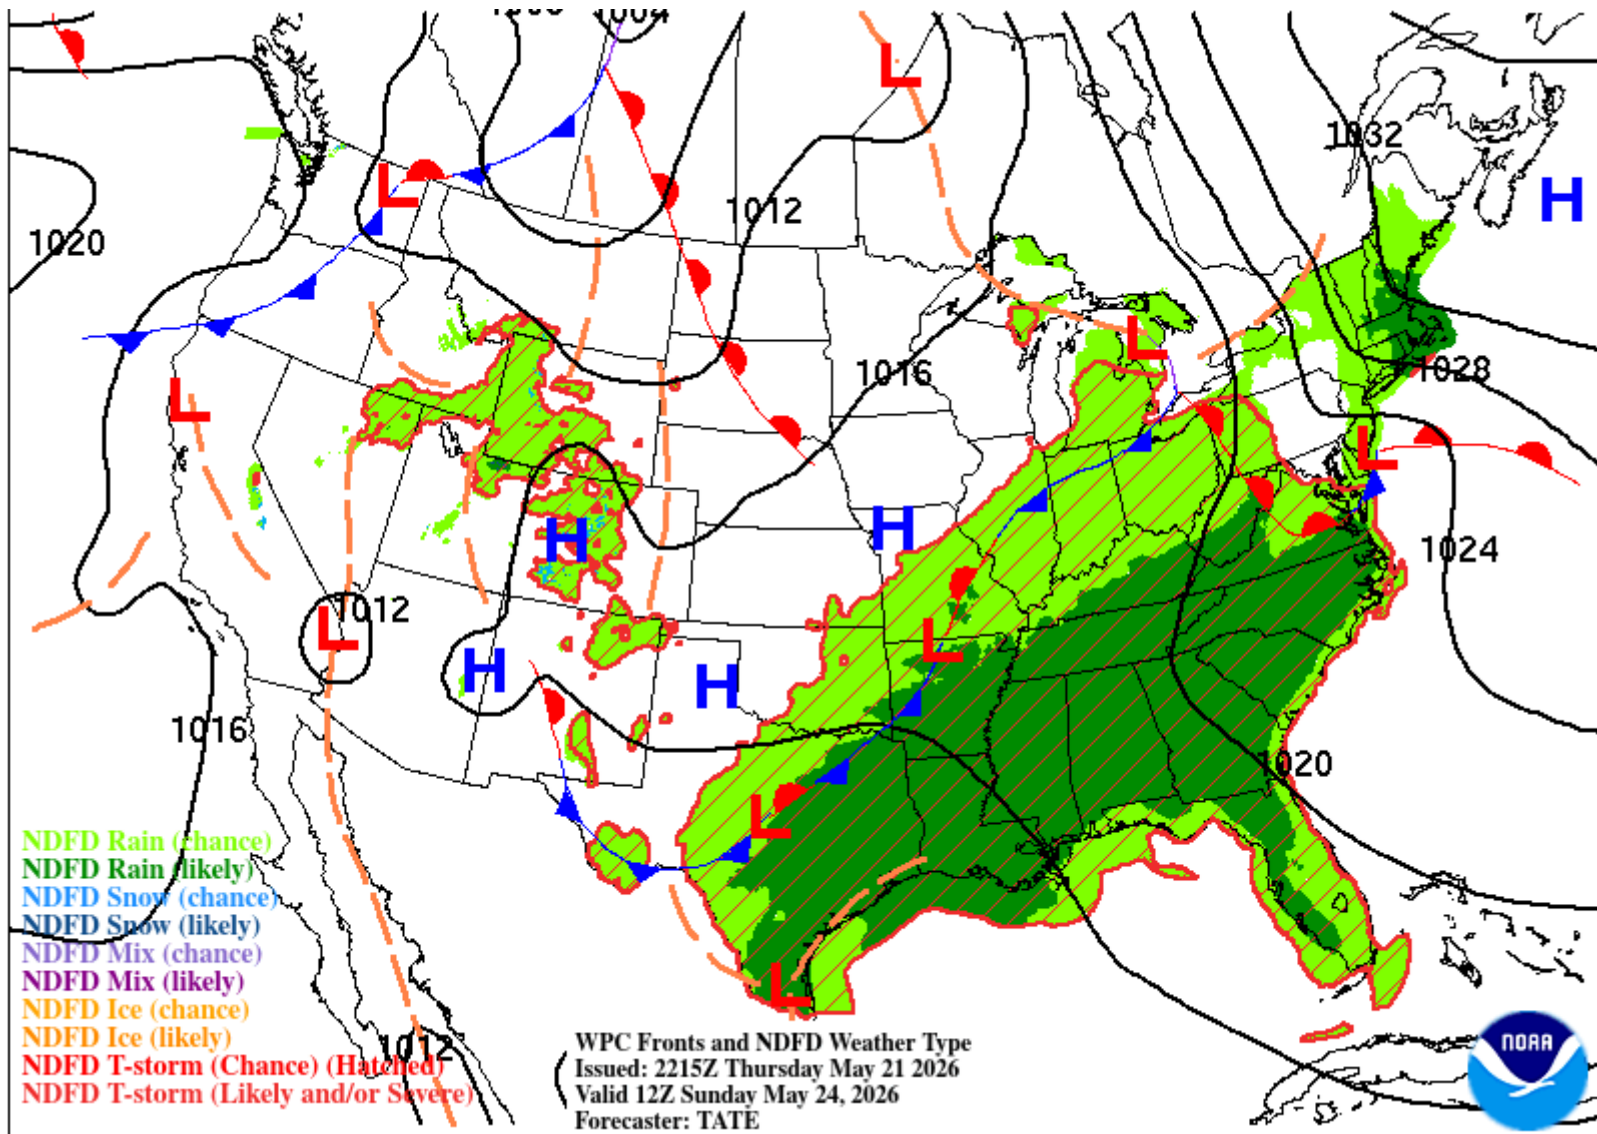 1004
1032
L
L
H
1012
1020
L
1016
1028
L
L
H
H
1024
1012
L
L
H
H
1016
1020
L
NDFD Rain (chance)
NDFD Rain (likely)
NDFD Snow (chance)
NDFD Snow (likely)
NDFD Mix (chance)
NDFD Mix (likely)
L
NDFD Ice (chance)
NDFD Ice (likely)
1012
NDFD T-storm (Chance) (Hatched)
NDFD T-storm (Likely and/or Severe)
WPC Fronts and NDFD Weather Type
Issued: 2215Z Thursday May 21 2026
Valid 12Z Sunday May 24, 2026
Forecaster: TATE
NOAA